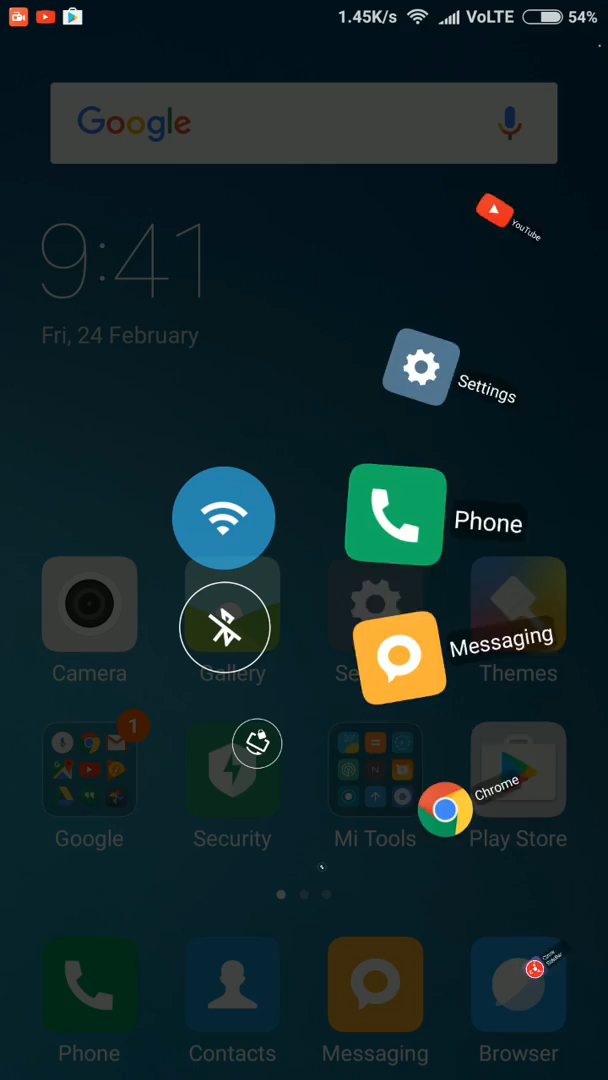 1.45K/s VoLTE 54%
Google
YouTube
9:41
Fri, 24 February
Settings
Phone
Messaging
Camera
Gallery
Se
Themes
1
Chrome
Google
Security
Mi Tools
Play Store
Phone
Contacts
Messaging
Browser